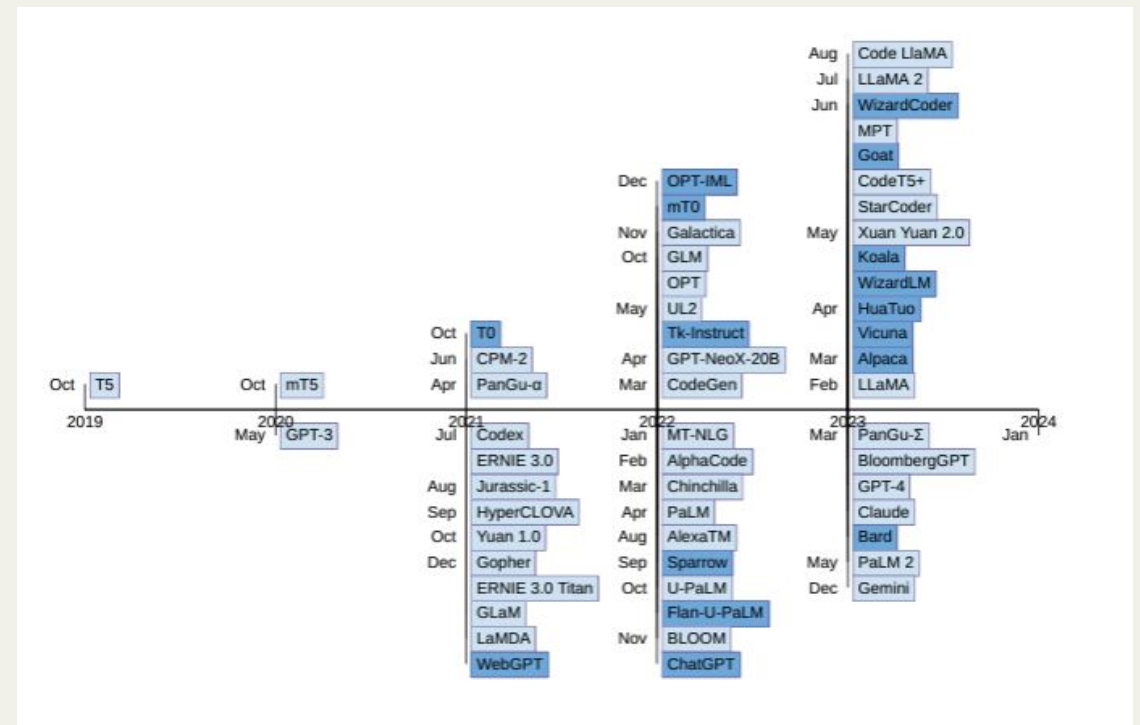 Aug Code LlaMA
Jul LLaMA 2
Jun WizardCoder
MPT
Goat
Dec OPT-IML CodeT5+
mT0 StarCoder
Nov Galactica May Xuan Yuan 2.0
Oct GLM Koala
OPT WizardLM
May UL2 Apr HuaTuo
Oct T0 Tk-Instruct Vicuna
Jun CPM-2 Apr GPT-NeoX-20B Mar Alpaca
Oct T5 Oct mT5 Apr PanGu-α Mar CodeGen Feb LLaMA
2019 2020 2021 2022 2023 2024
May GPT-3 Jul Codex Jan MT-NLG Mar PanGu-Σ Jan
ERNIE 3.0 Feb AlphaCode BloombergGPT
Aug Jurassic-1 Mar Chinchilla GPT-4
Sep HyperCLOVA Apr PaLM Claude
Oct Yuan 1.0 Aug AlexaTM Bard
Dec Gopher Sep Sparrow May PaLM 2
ERNIE 3.0 Titan Oct U-PaLM Dec Gemini
GLaM Flan-U-PaLM
LaMDA Nov BLOOM
WebGPT ChatGPT